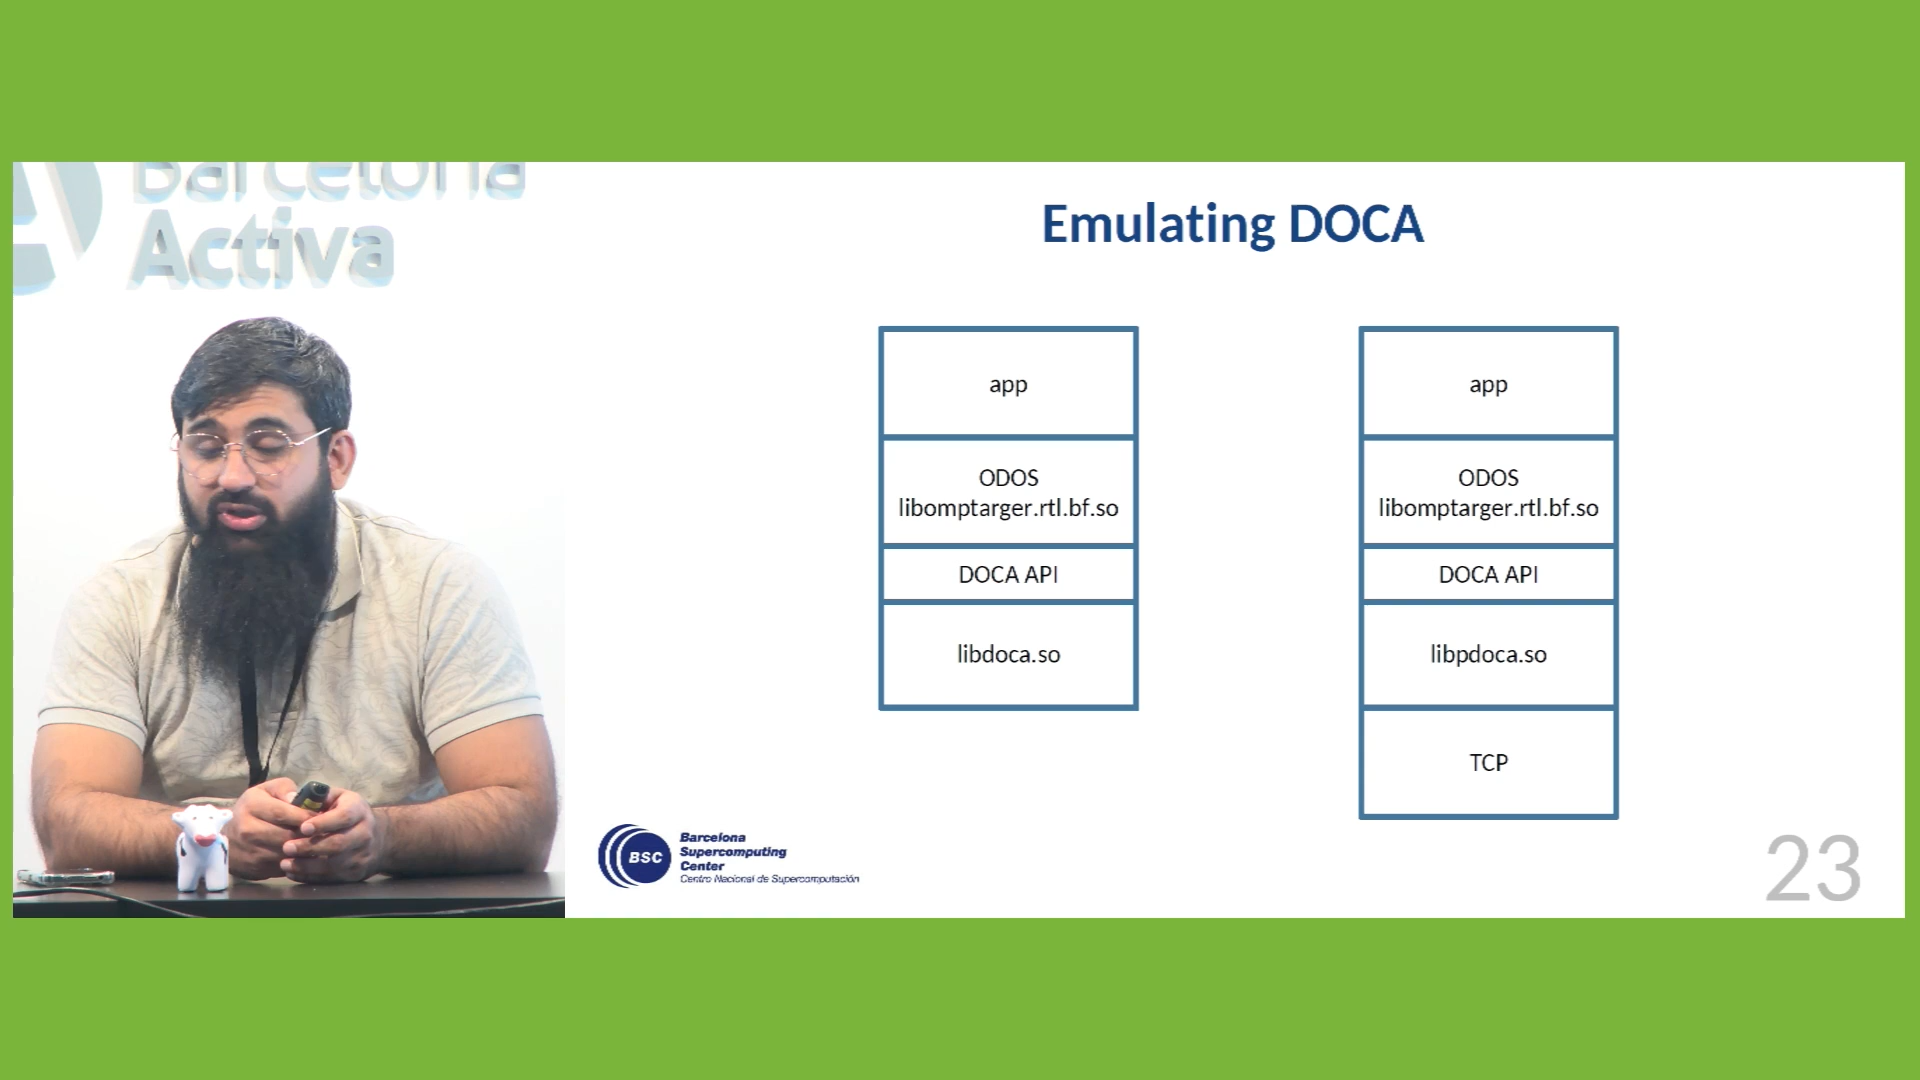 Barcelona
Activa
Emulating DOCA
app
ODOS
libomptarger.rtl.bf.so
DOCA API
libdoca.so
app
ODOS
libomptarger.rtl.bf.so
DOCA API
libpdoca.so
TCP
BSC
Barcelona
Supercomputing
Center
Centro Nacional de Supercomputación
23